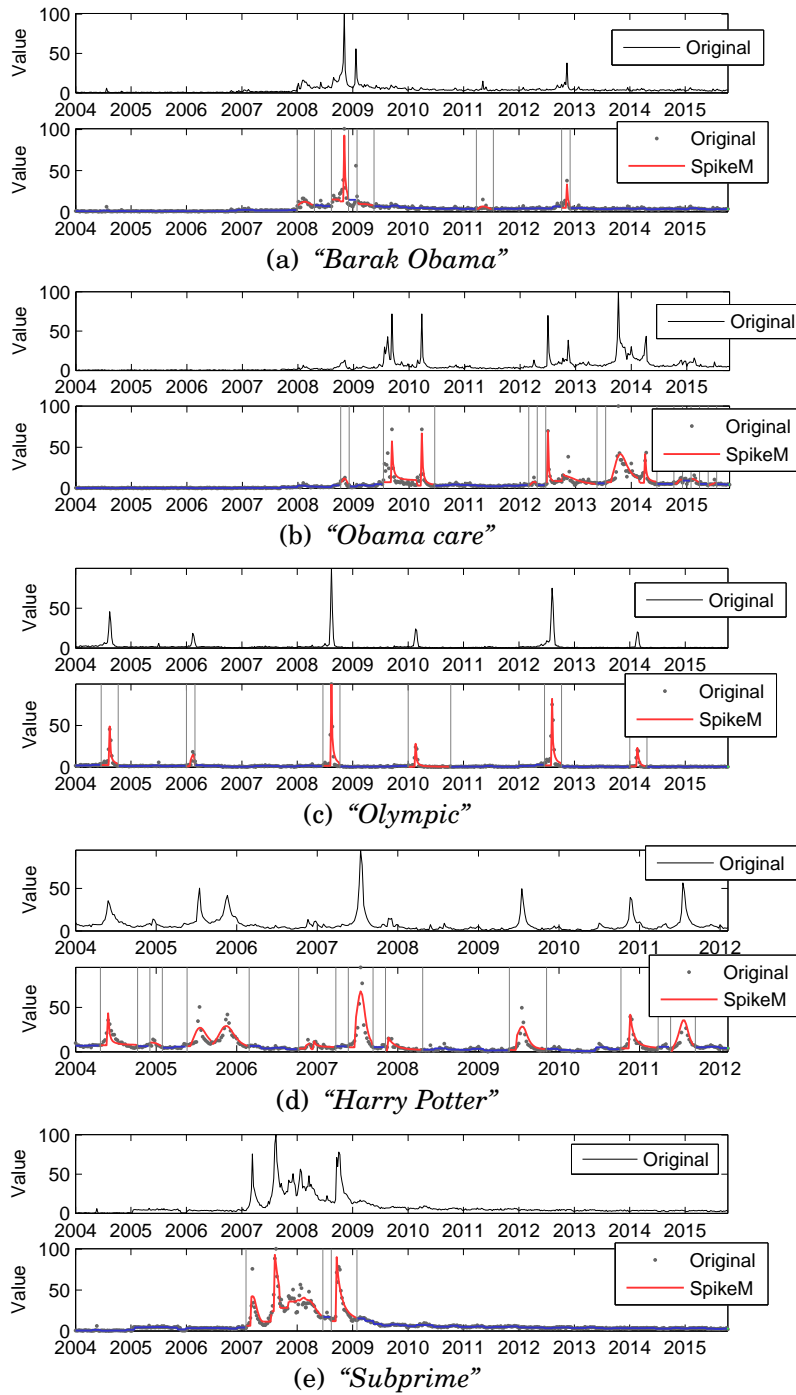 Value
100
50
0
Original
2004 2005 2006 2007 2008 2009 2010 2011 2012 2013 2014 2015
Value
100
50
0
Original
SpikeM
2004 2005 2006 2007 2008 2009 2010 2011 2012 2013 2014 2015
(a) "Barak Obama"
Value
100
50
0
Original
2004 2005 2006 2007 2008 2009 2010 2011 2012 2013 2014 2015
Value
100
50
0
Original
SpikeM
2004 2005 2006 2007 2008 2009 2010 2011 2012 2013 2014 2015
(b) "Obama care"
Value
50
0
Original
2004 2005 2006 2007 2008 2009 2010 2011 2012 2013 2014 2015
Value
50
0
Original
SpikeM
2004 2005 2006 2007 2008 2009 2010 2011 2012 2013 2014 2015
(c) "Olympic"
Value
50
0
Original
2004 2005 2006 2007 2008 2009 2010 2011 2012
Value
50
0
Original
SpikeM
2004 2005 2006 2007 2008 2009 2010 2011 2012
(d) "Harry Potter"
Value
100
50
0
Original
2004 2005 2006 2007 2008 2009 2010 2011 2012 2013 2014 2015
Value
100
50
0
Original
SpikeM
2004 2005 2006 2007 2008 2009 2010 2011 2012 2013 2014 2015
(e) "Subprime"